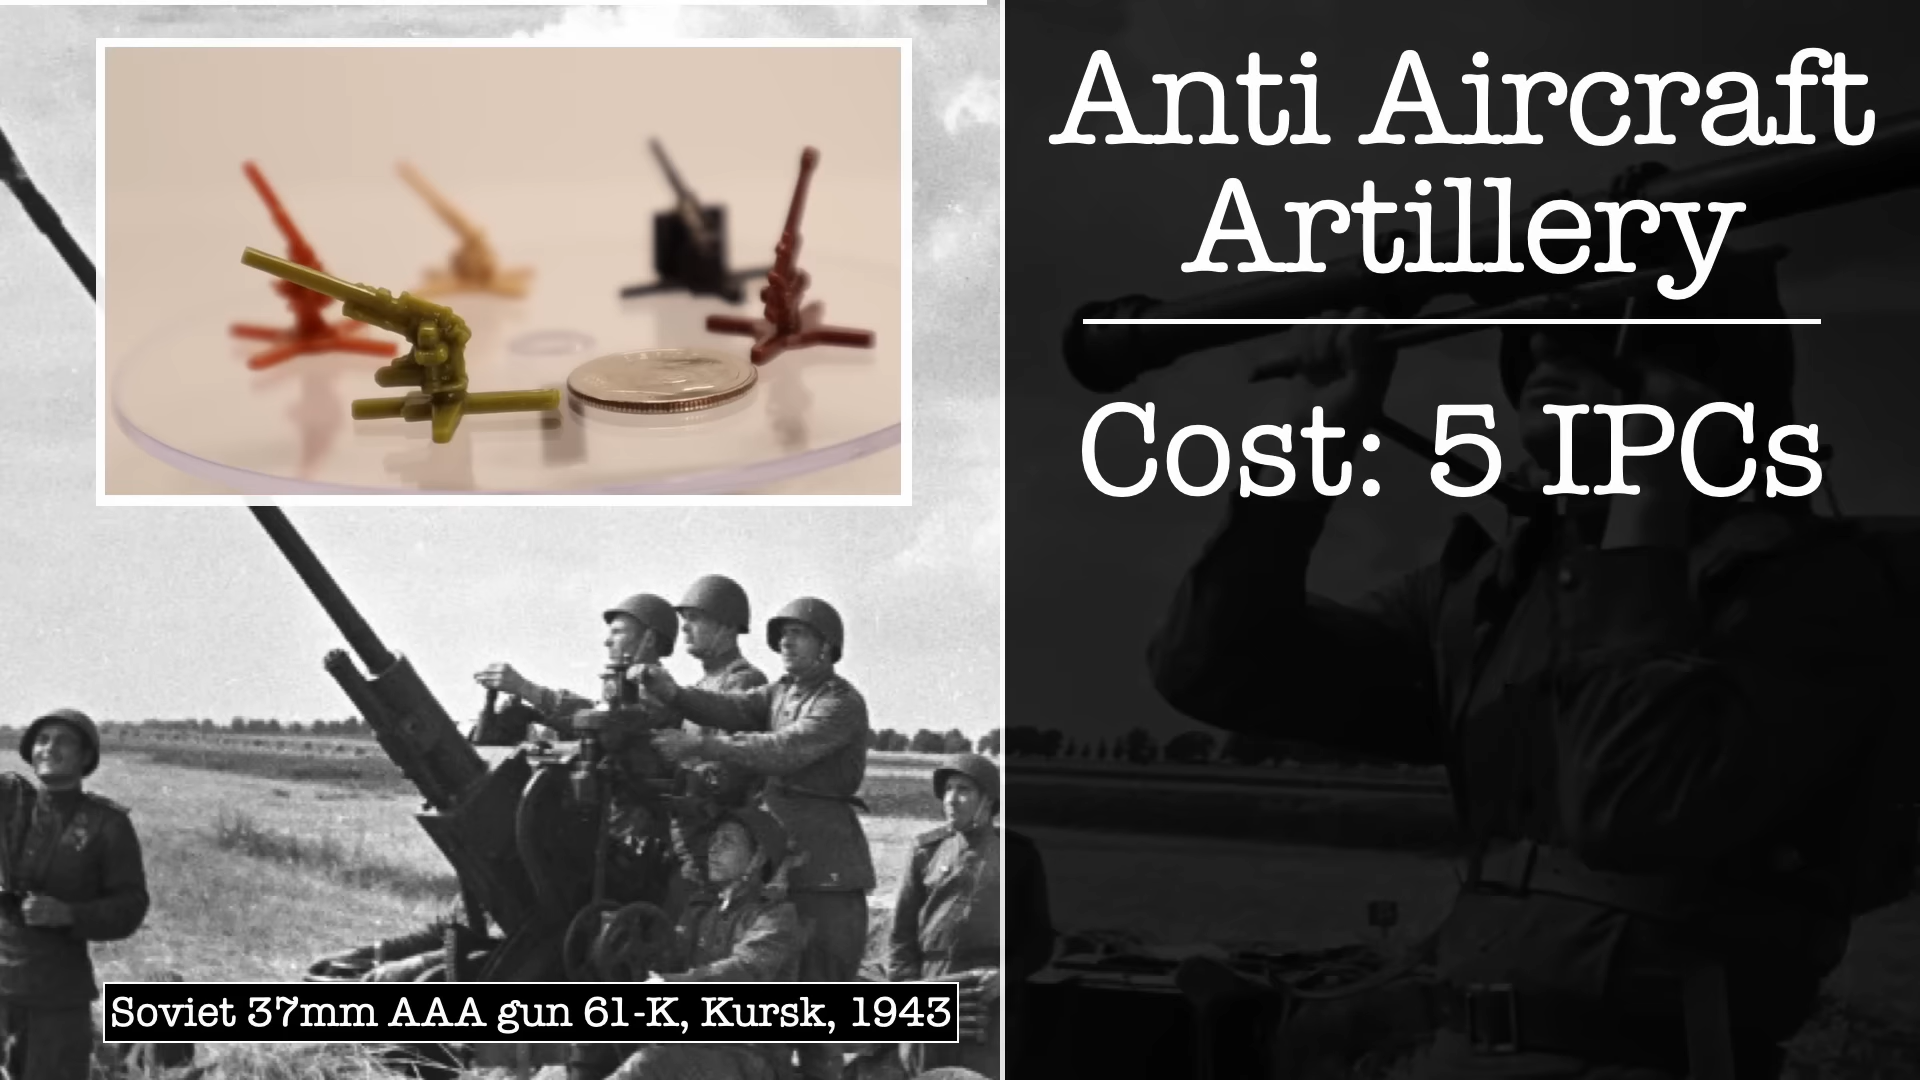 Anti Aircraft
Artillery
Cost: 5 IPCs
Soviet 37mm AAA gun 61-K, Kursk, 1943